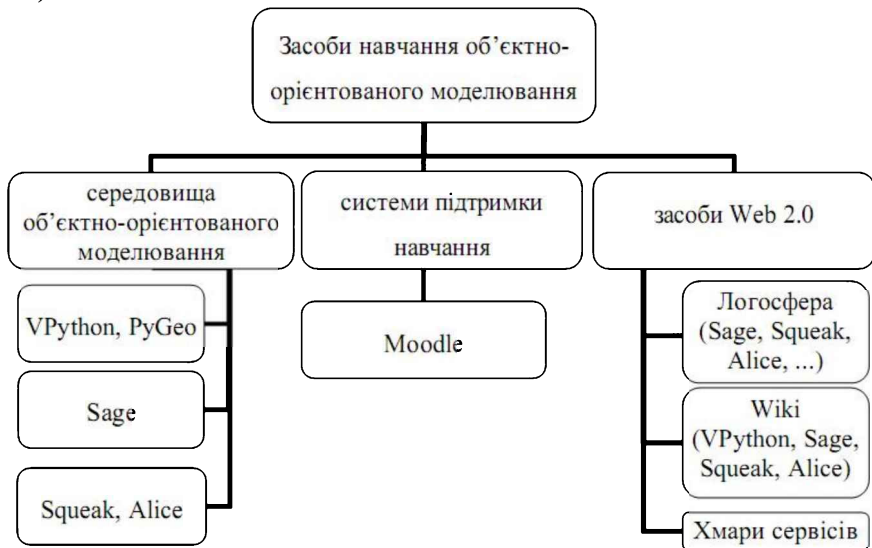 Засоби навчання об’єктно-
орієнтованого моделювання
середовища
об’єктно-орієнтованого
моделювання
системи підтримки
навчання
засоби Web 2.0
VPython, PyGeo
Sage
Squeak, Alice
Moodle
Логосфера
(Sage, Squeak,
Alice, ...)
Wiki
(VPython, Sage,
Squeak, Alice)
Хмари сервісів